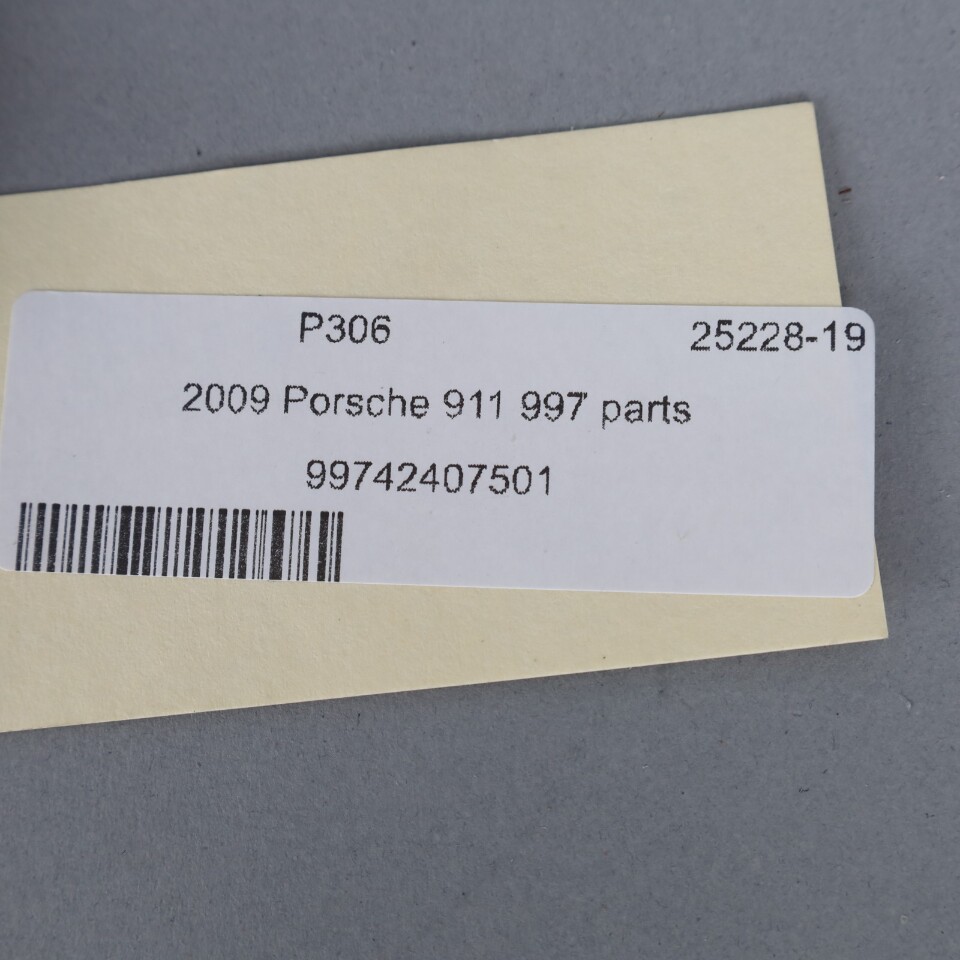 P306 25228-19
2009 Porsche 911 997 parts
99742407501